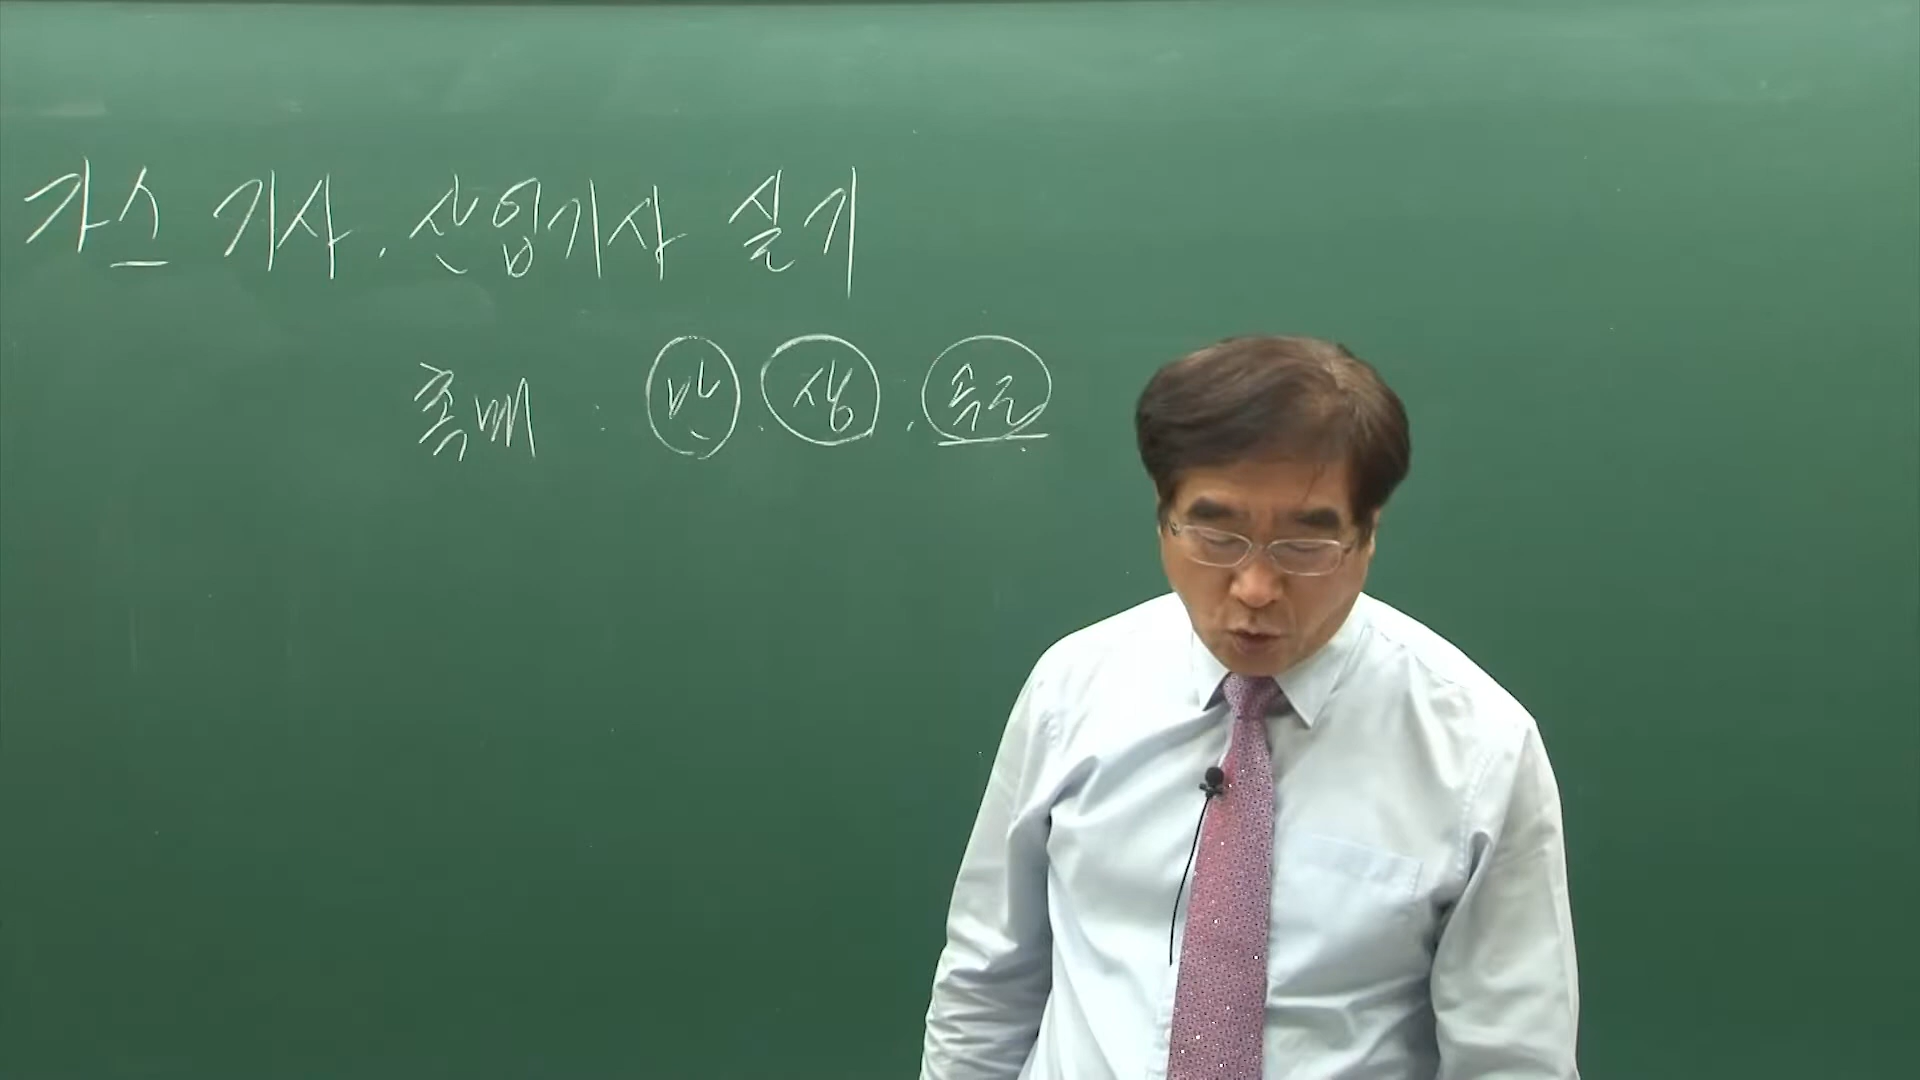 가스 기사. 산업기사 실기
촉매 : 반. 생. 속도